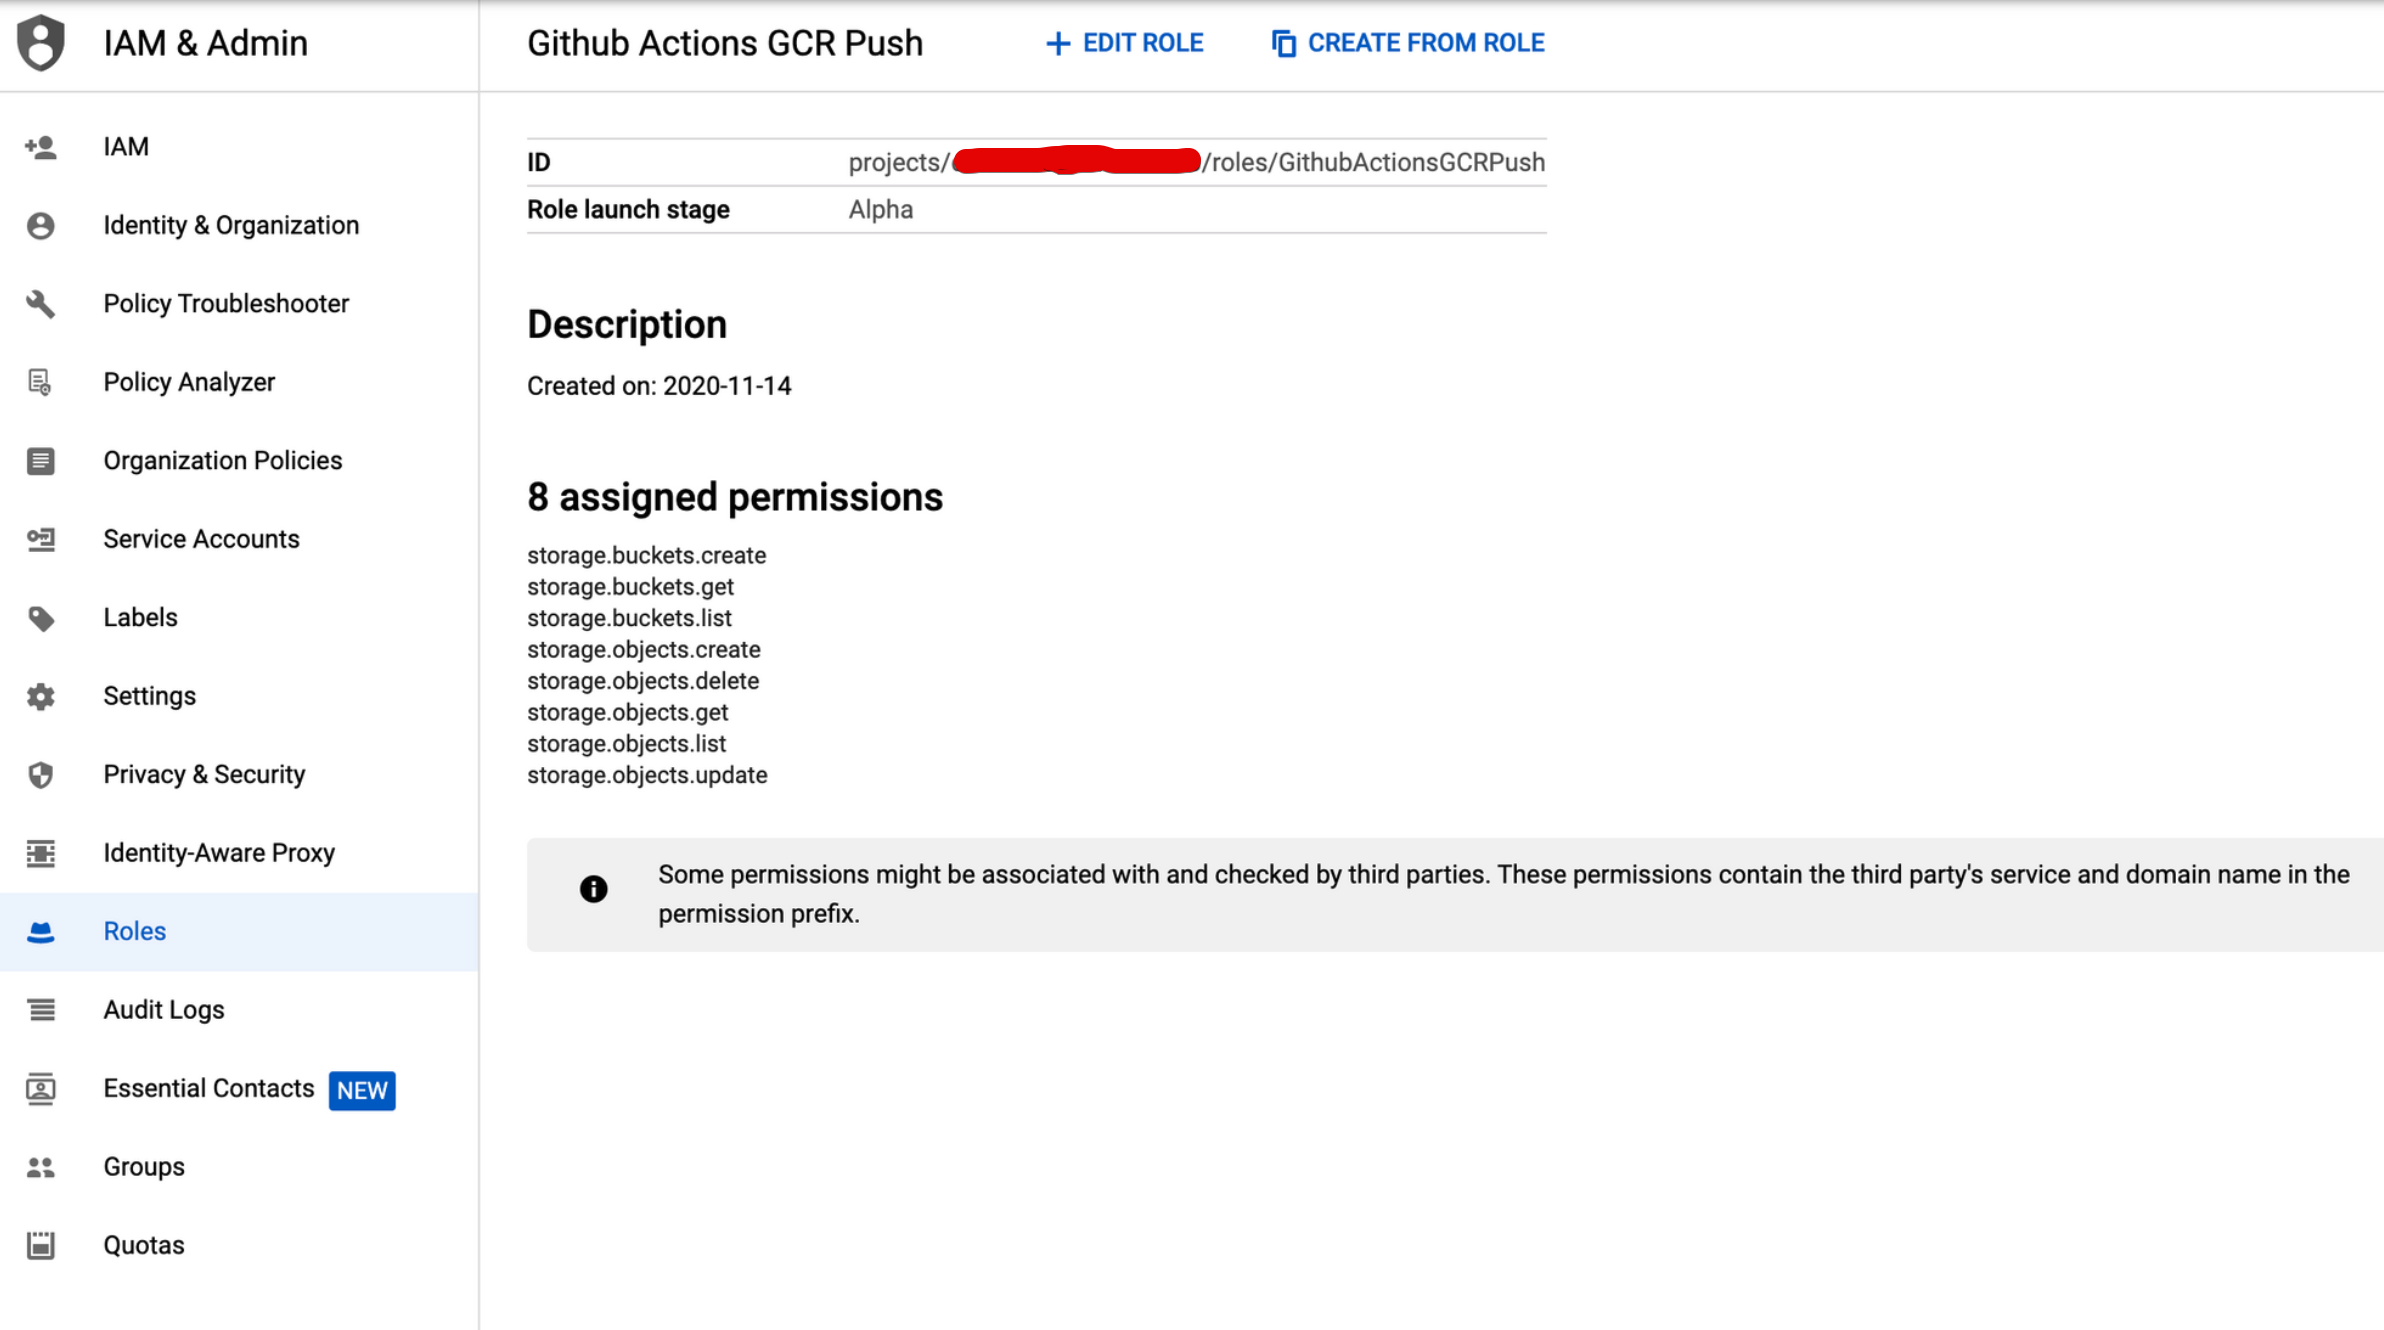 IAM & Admin
Github Actions GCR Push
EDIT ROLE
CREATE FROM ROLE
IAM
Identity & Organization
Policy Troubleshooter
Policy Analyzer
Organization Policies
Service Accounts
Labels
Settings
Privacy & Security
Identity-Aware Proxy
Roles
Audit Logs
Essential Contacts NEW
Groups
Quotas
ID projects/ /roles/GithubActionsGCRPush
Role launch stage Alpha
Description
Created on: 2020-11-14
8 assigned permissions
storage.buckets.create
storage.buckets.get
storage.buckets.list
storage.objects.create
storage.objects.delete
storage.objects.get
storage.objects.list
storage.objects.update
Some permissions might be associated with and checked by third parties. These permissions contain the third party's service and domain name in the
permission prefix.